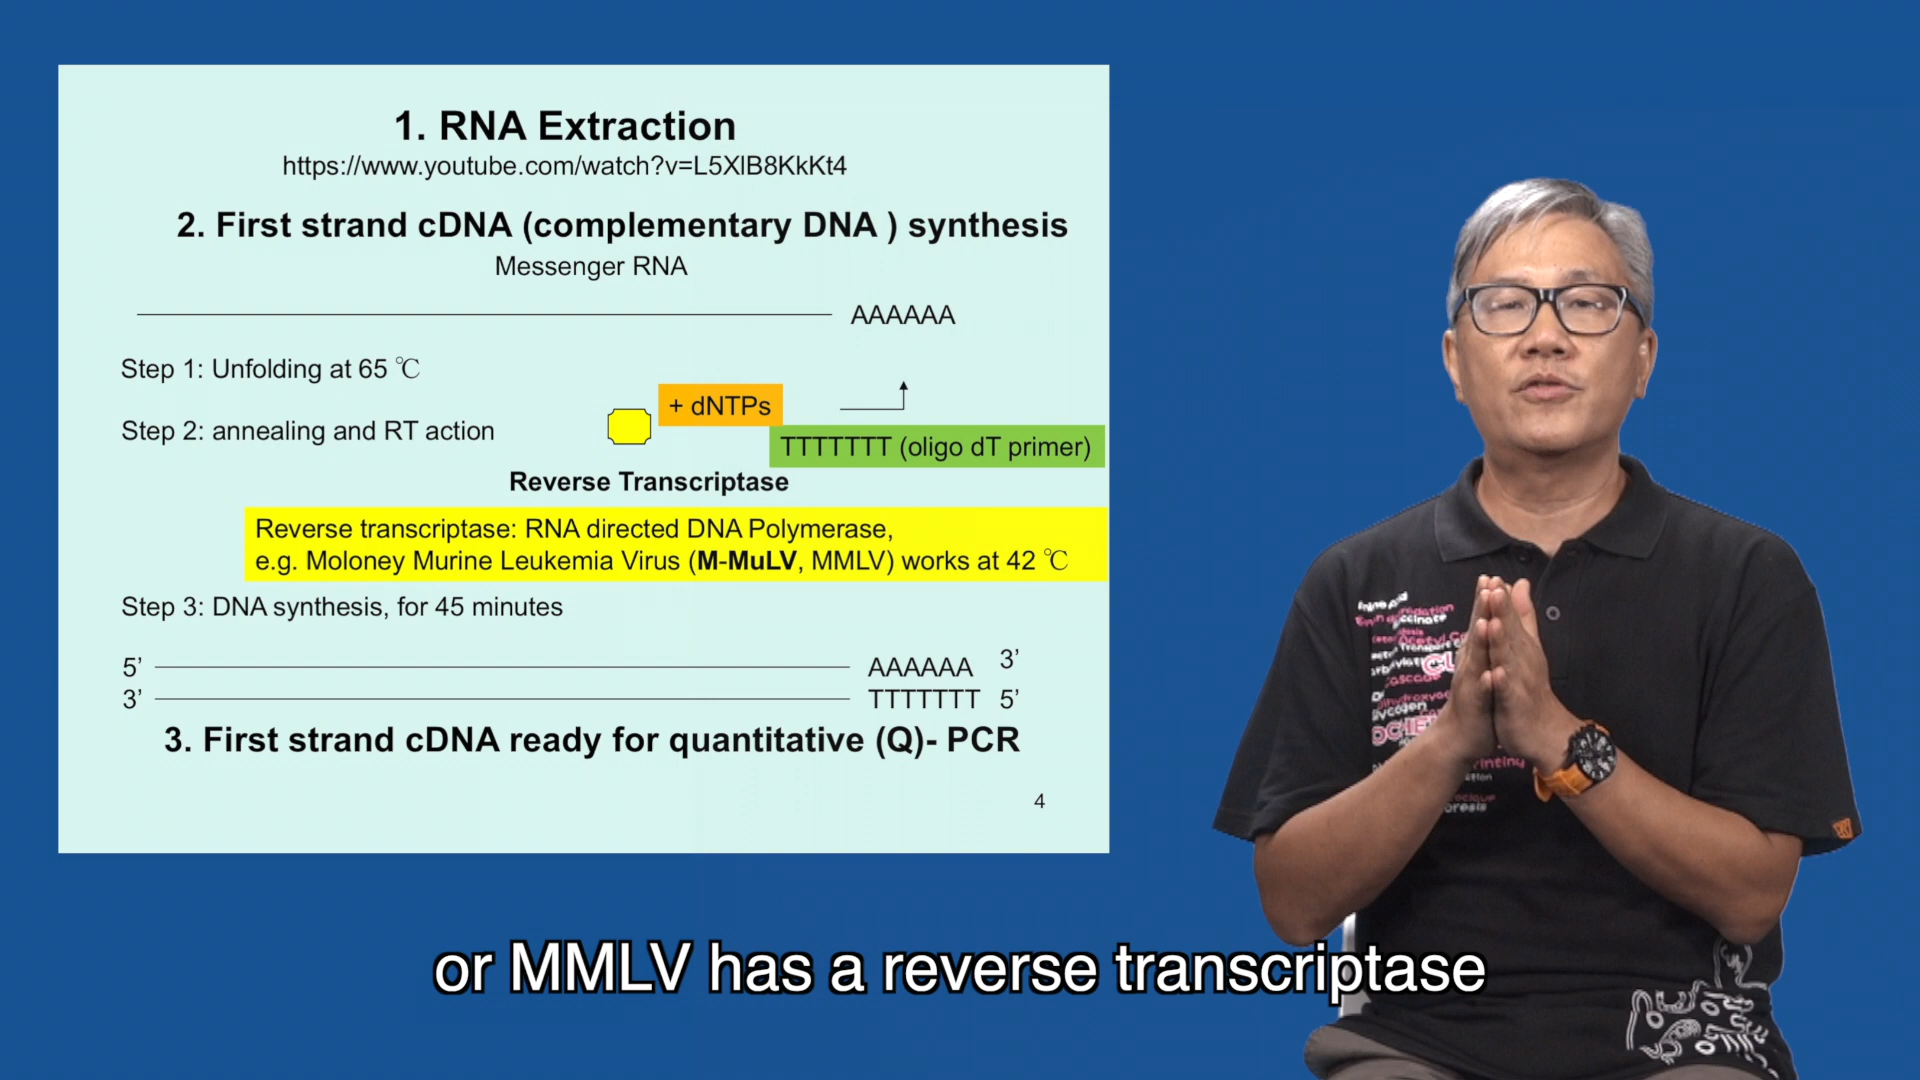 1. RNA Extraction
https://www.youtube.com/watch?v=L5XlB8KkKt4
2. First strand cDNA (complementary DNA ) synthesis
Messenger RNA
AAAAAA
Step 1: Unfolding at 65 ℃
+ dNTPs
Step 2: annealing and RT action
TTTTTTT (oligo dT primer)
Reverse Transcriptase
Reverse transcriptase: RNA directed DNA Polymerase,
e.g. Moloney Murine Leukemia Virus (M-MuLV, MMLV) works at 42 ℃
Step 3: DNA synthesis, for 45 minutes
5’ AAAAAA 3’
3’ TTTTTTT 5’
3. First strand cDNA ready for quantitative (Q)- PCR
4
or MMLV has a reverse transcriptase